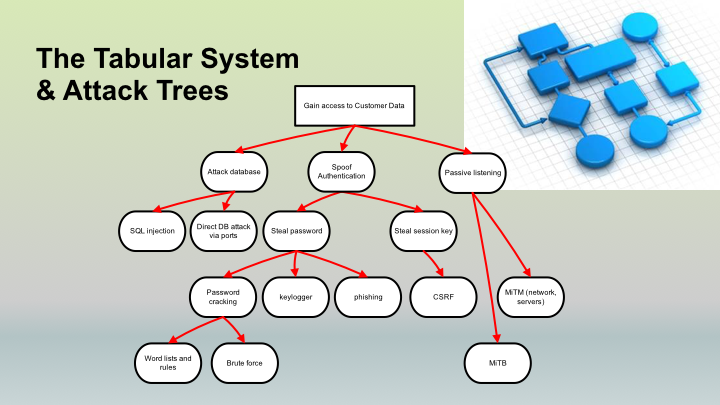 The Tabular System
& Attack Trees
Gain access to Customer Data
Attack database
Spoof
Authentication
Passive listening
SQL injection
Direct DB attack
via ports
Steal password
Steal session key
Password
cracking
keylogger
phishing
CSRF
MiTM (network,
servers)
Word lists and
rules
Brute force
MiTB